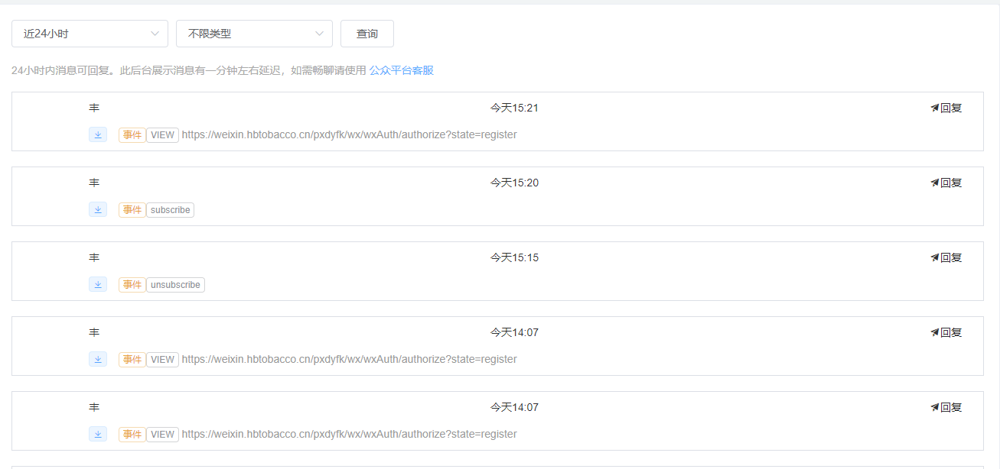 近24小时 不限类型 查询
24小时内消息可回复。此后台展示消息有一分钟左右延迟，如需畅聊请使用 公众平台客服
丰 今天15:21 回复
事件 VIEW https://weixin.hbtobacco.cn/pxdyfk/wx/wxAuth/authorize?state=register
丰 今天15:20 回复
事件 subscribe
丰 今天15:15 回复
事件 unsubscribe
丰 今天14:07 回复
事件 VIEW https://weixin.hbtobacco.cn/pxdyfk/wx/wxAuth/authorize?state=register
丰 今天14:07 回复
事件 VIEW https://weixin.hbtobacco.cn/pxdyfk/wx/wxAuth/authorize?state=register